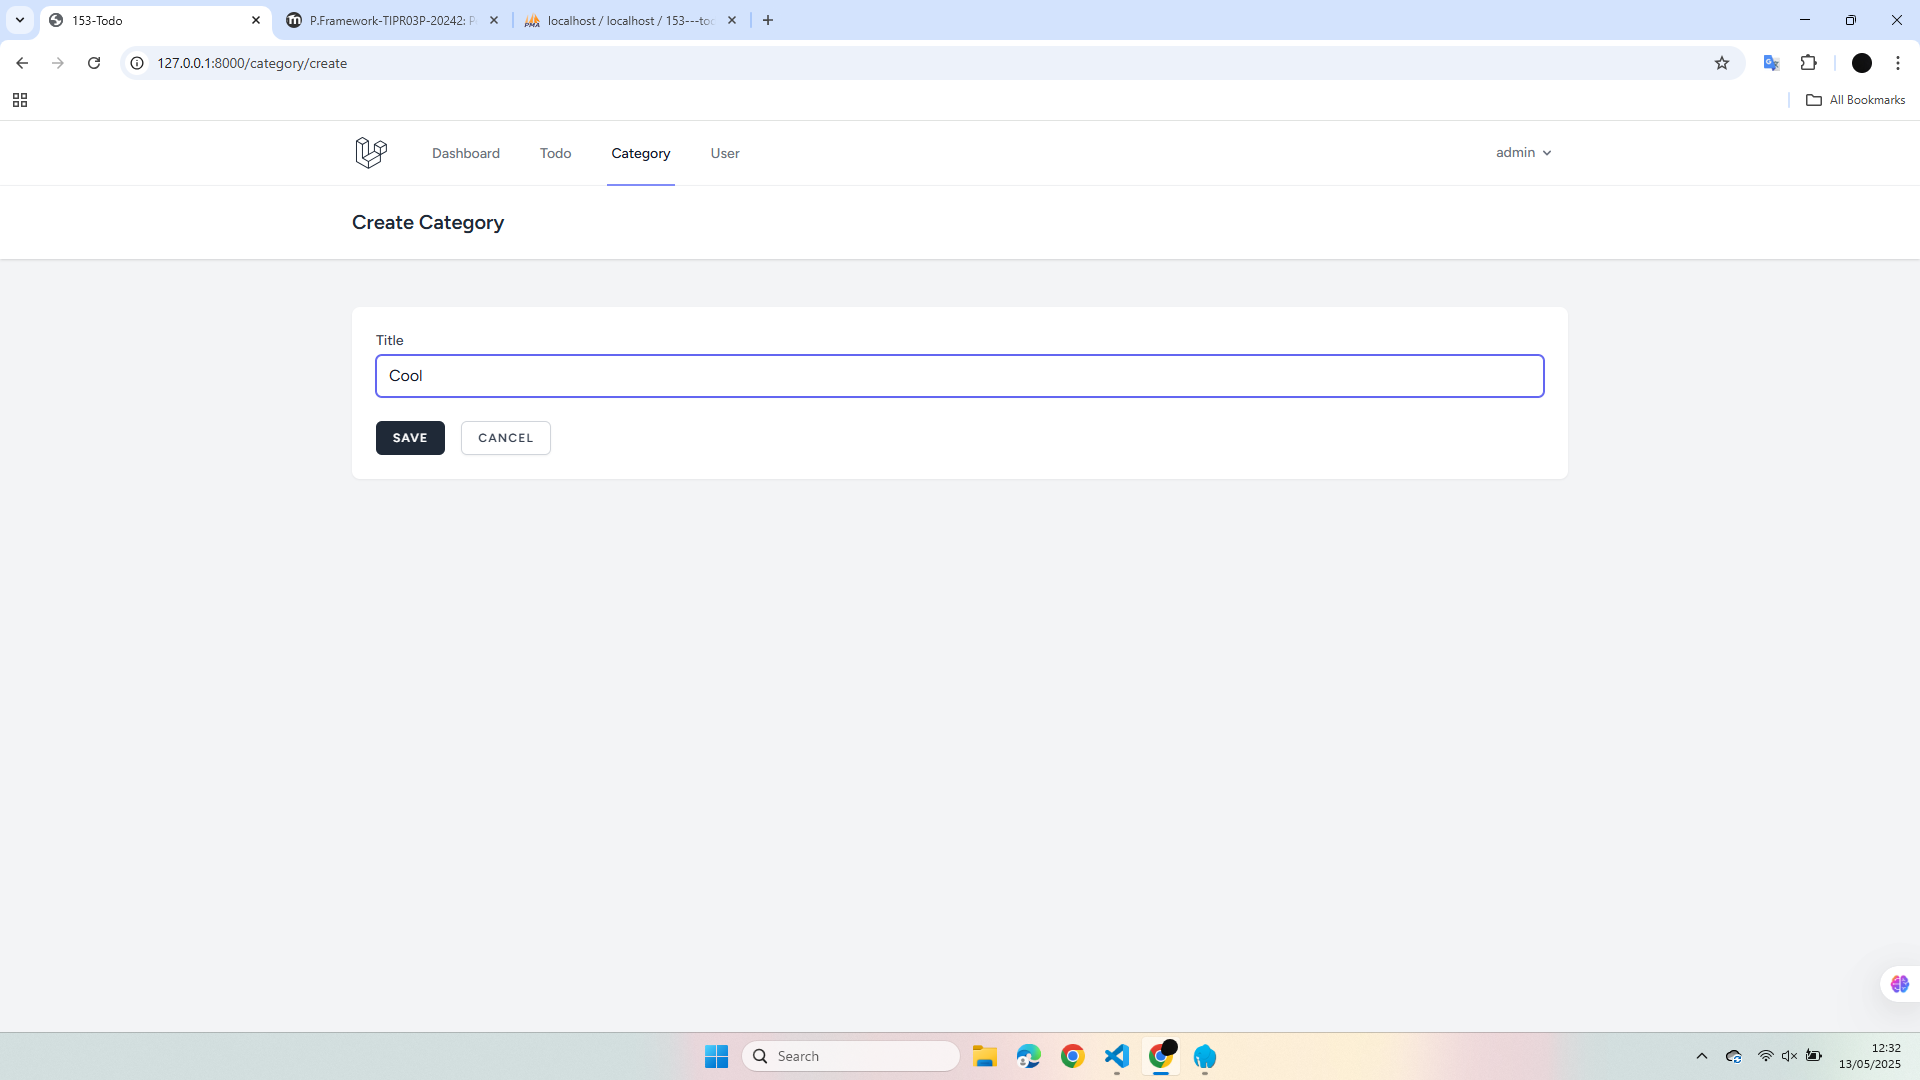 153-Todo
P.Framework-TIPR03P-20242: P
localhost / localhost / 153---too
127.0.0.1:8000/category/create
All Bookmarks
Dashboard
Todo
Category
User
admin
Create Category
Title
Cool
SAVE
CANCEL
Search
12:32
13/05/2025